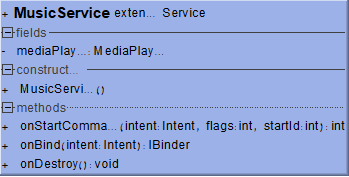 + MusicService exten... Service
fields
- mediaPlay...: MediaPlay...
construct...
+ MusicServi...()
methods
+ onStartComma...(intent:Intent, flags:int, startId:int): int
+ onBind(intent:Intent):IBinder
+ onDestroy():void